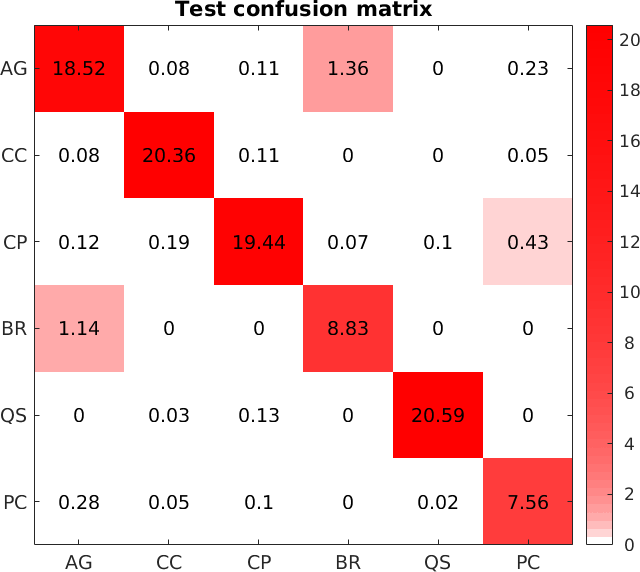 Test confusion matrix
AG 18.52 0.08 0.11 1.36 0 0.23
CC 0.08 20.36 0.11 0 0 0.05
CP 0.12 0.19 19.44 0.07 0.1 0.43
BR 1.14 0 0 8.83 0 0
QS 0 0.03 0.13 0 20.59 0
PC 0.28 0.05 0.1 0 0.02 7.56
AG CC CP BR QS PC
20
18
16
14
12
10
8
6
4
2
0